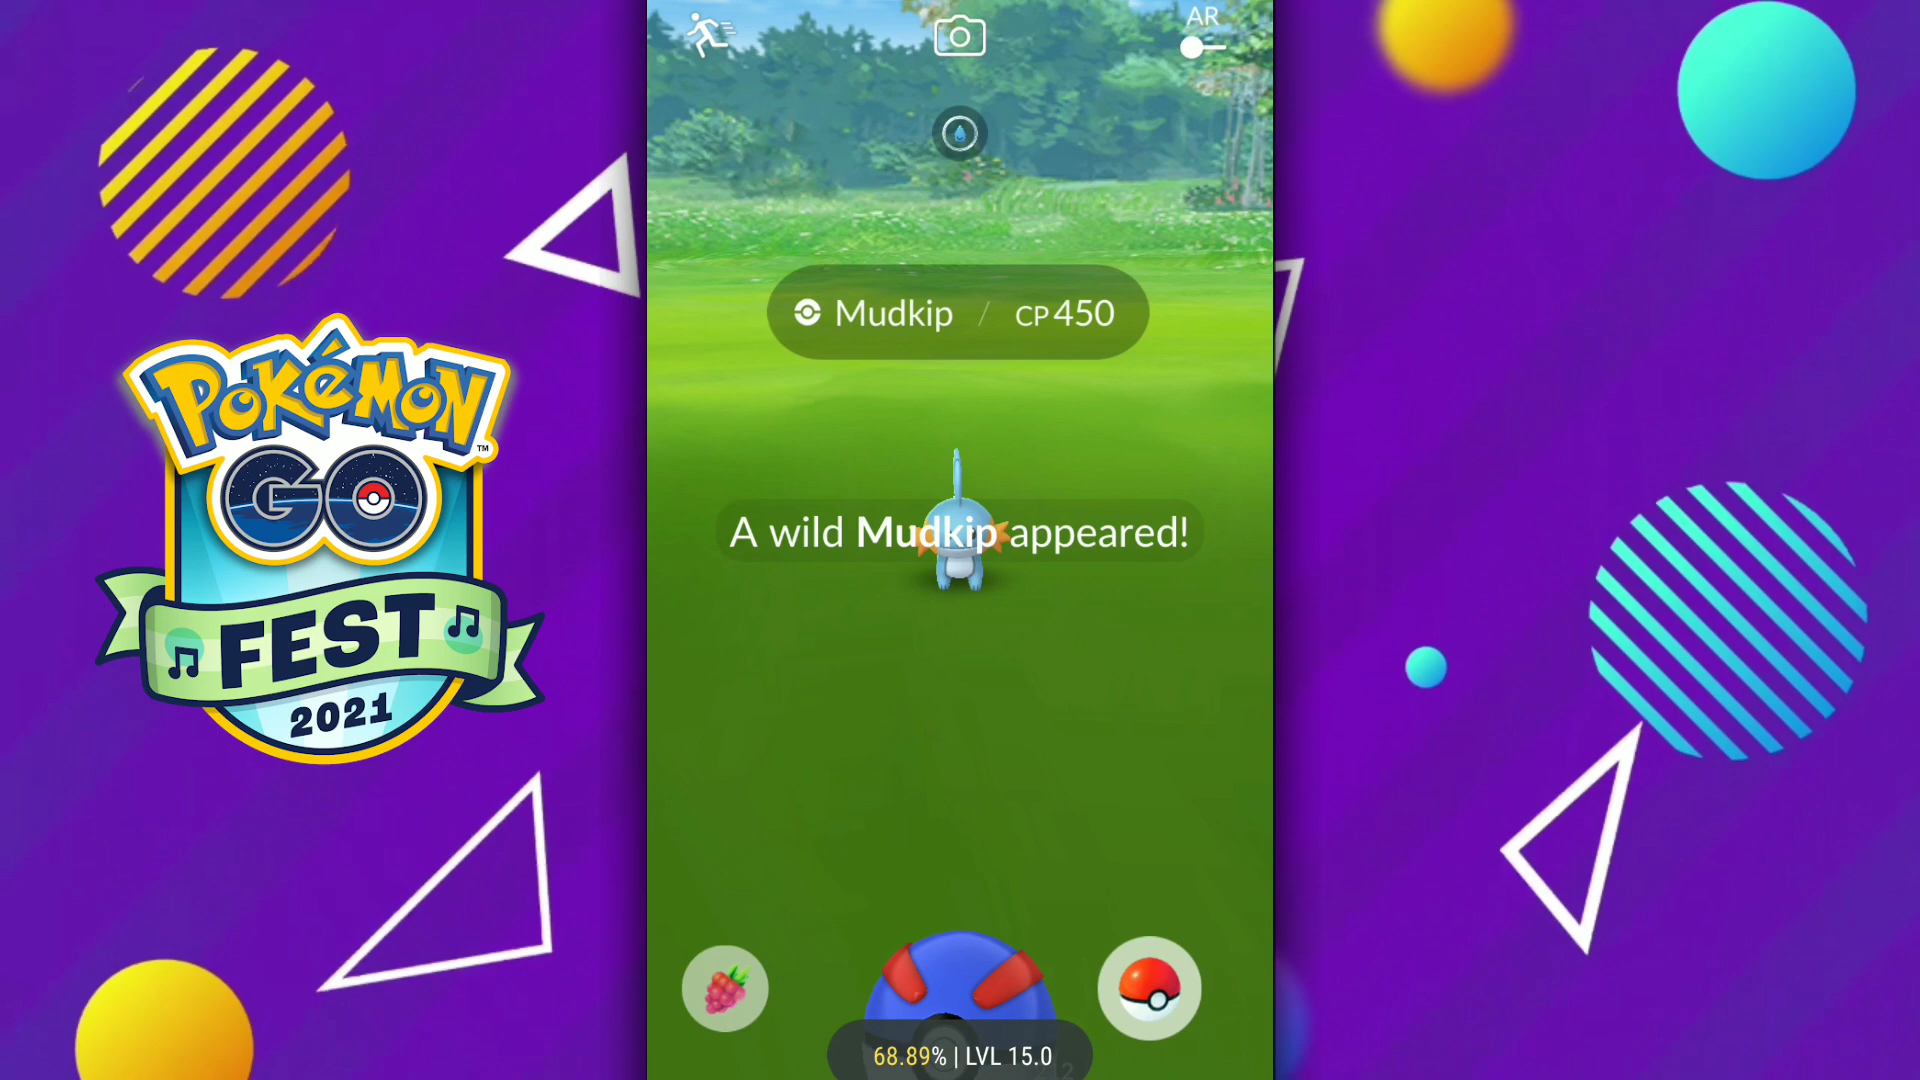 AR
Mudkip / CP450
A wild Mudkip appeared!
POKéMON
™
GO
FEST
2021
68.89% | LVL 15.0